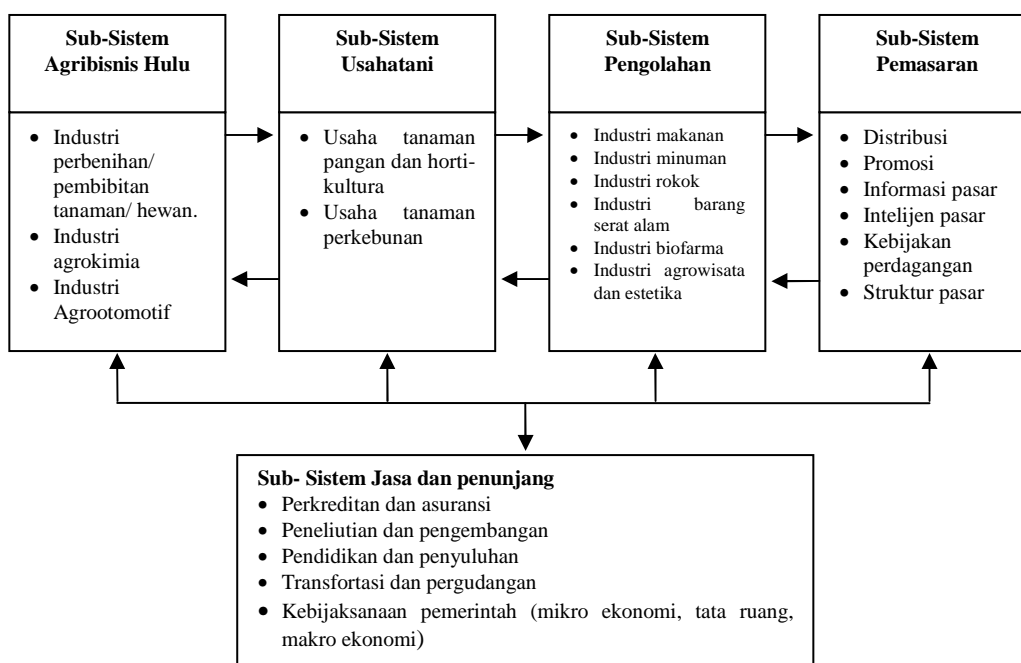 Sub-Sistem
Agribisnis Hulu
• Industri
perbenihan/
pembibitan
tanaman/ hewan.
• Industri
agrokimia
• Industri
Agrootomotif
Sub-Sistem
Usahatani
• Usaha tanaman
pangan dan horti-
kultura
• Usaha tanaman
perkebunan
Sub-Sistem
Pengolahan
• Industri makanan
• Industri minuman
• Industri rokok
• Industri barang
serat alam
• Industri biofarma
• Industri agrowisata
dan estetika
Sub-Sistem
Pemasaran
• Distribusi
• Promosi
• Informasi pasar
• Intelijen pasar
• Kebijakan
perdagangan
• Struktur pasar
Sub- Sistem Jasa dan penunjang
• Perkreditan dan asuransi
• Peneliutian dan pengembangan
• Pendidikan dan penyuluhan
• Transfortasi dan pergudangan
• Kebijaksanaan pemerintah (mikro ekonomi, tata ruang,
makro ekonomi)